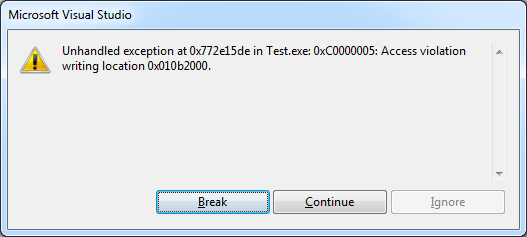 Microsoft Visual Studio
Unhandled exception at 0x772e15de in Test.exe: 0xC0000005: Access violation
writing location 0x010b2000.
Break
Continue
Ignore